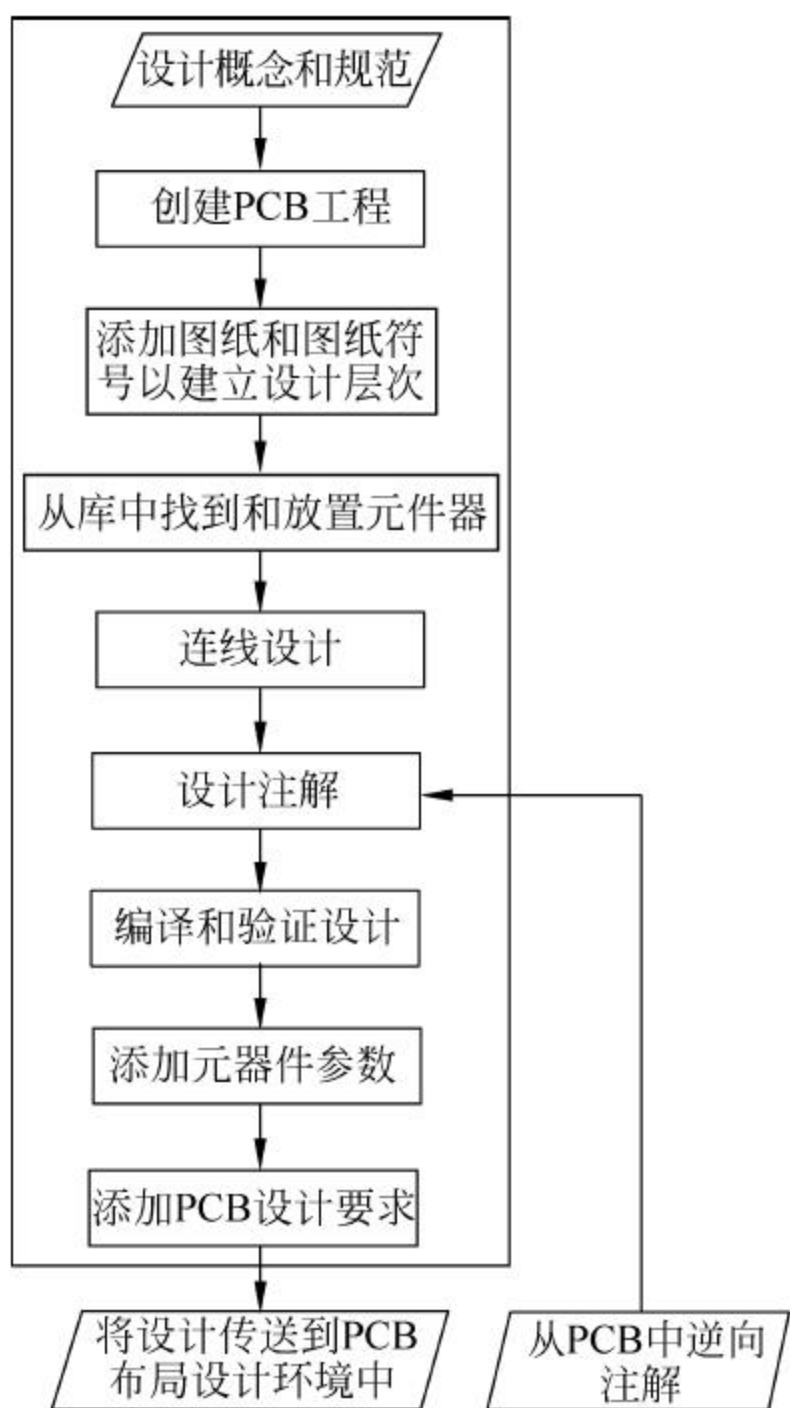 设计概念和规范
创建PCB工程
添加图纸和图纸符
号以建立设计层次
从库中找到和放置元件器
连线设计
设计注解
编译和验证设计
添加元器件参数
添加PCB设计要求
将设计传送到PCB
布局设计环境中
从PCB中逆向
注解